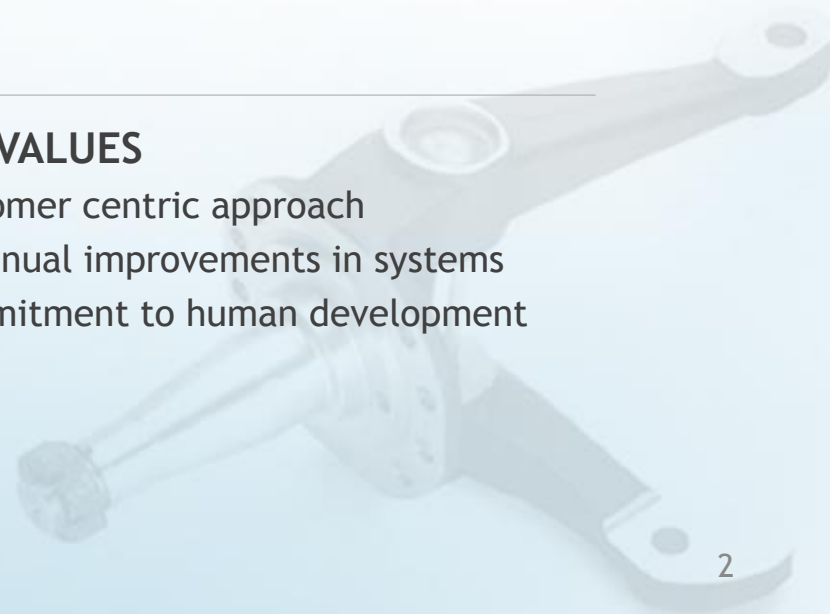 VALUES
omer centric approach
nual improvements in systems
mitment to human development
2